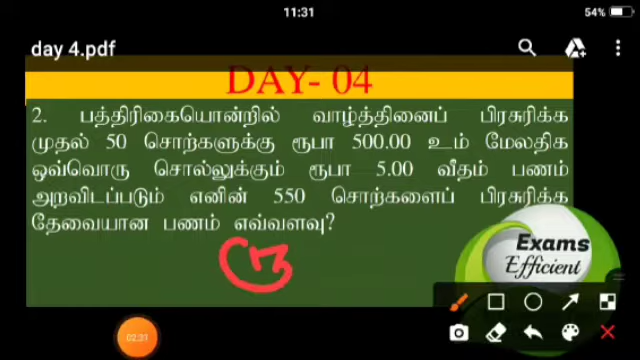 11:31
54%
day 4.pdf
DAY- 04
2. பத்திரிகையொன்றில் வாழ்த்தினைப் பிரசுரிக்க
முதல் 50 சொற்களுக்கு ரூபா 500.00 உம் மேலதிக
ஒவ்வொரு சொல்லுக்கும் ரூபா 5.00 வீதம் பணம்
அறவிடப்படும் எனின் 550 சொற்களைப் பிரசுரிக்க
தேவையான பணம் எவ்வளவு?
Exams
Efficient
02:31